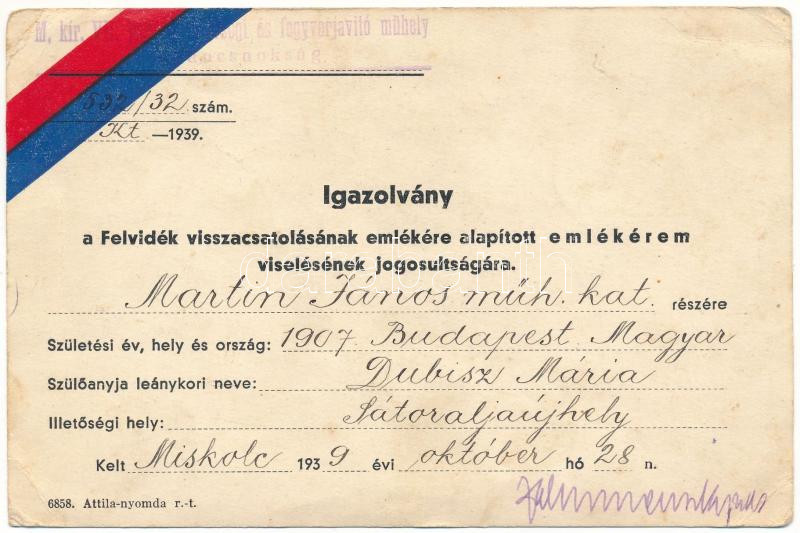 M. kir. és fegyverjavító műhely
532/32 szám.
Kt —1939.
Igazolvány
a Felvidék visszacsatolásának emlékére alapított emlékérem
viselésének jogosultságára.
Martin János műh. kat. részére
Születési év, hely és ország: 1907. Budapest Magyar
Szülőanyja leánykori neve: Dubisz Mária
Illetőségi hely: Sátoraljaújhely
Kelt Miskolc 1939 évi október hó 28 n.
6858. Attila-nyomda r.-t.